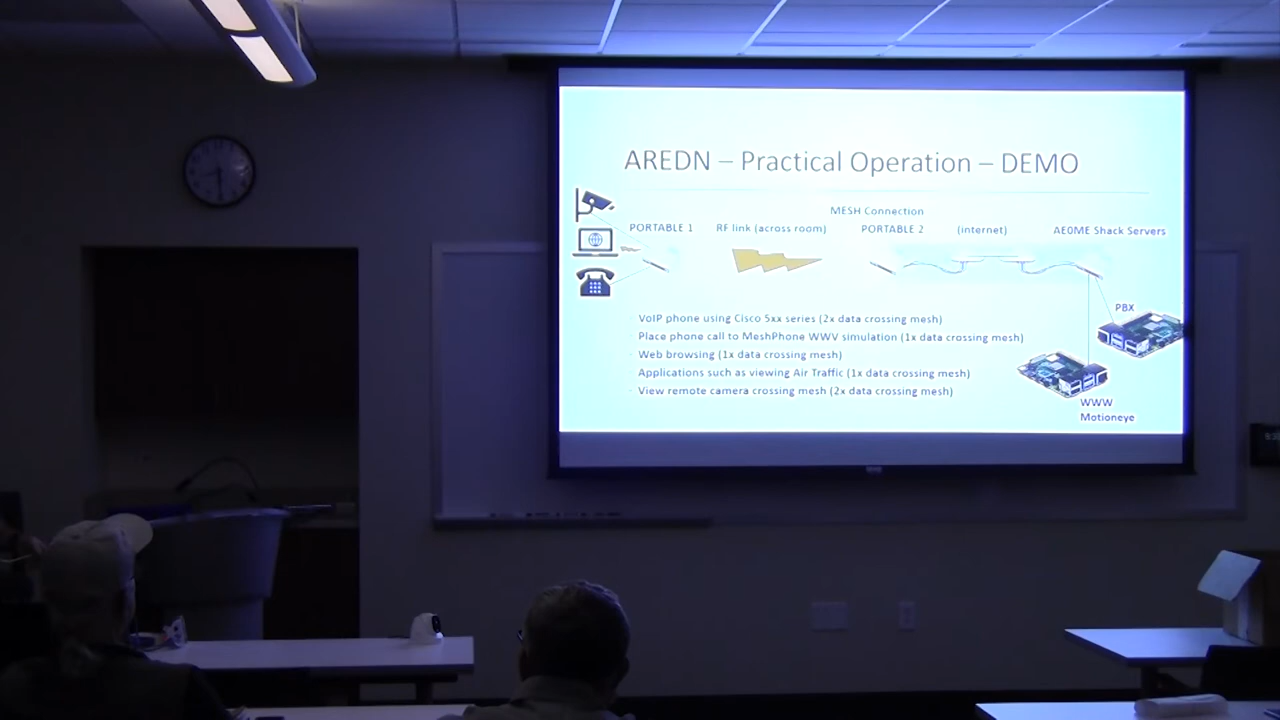 AREDN – Practical Operation – DEMO
MESH Connection
PORTABLE 1
RF link (across room)
PORTABLE 2
(internet)
AE0ME Shack Servers
PBX
VoIP phone using Cisco 5xx series (2x data crossing mesh)
Place phone call to MeshPhone WWV simulation (1x data crossing mesh)
Web browsing (1x data crossing mesh)
Applications such as viewing Air Traffic (1x data crossing mesh)
View remote camera crossing mesh (2x data crossing mesh)
WWW
Motioneye